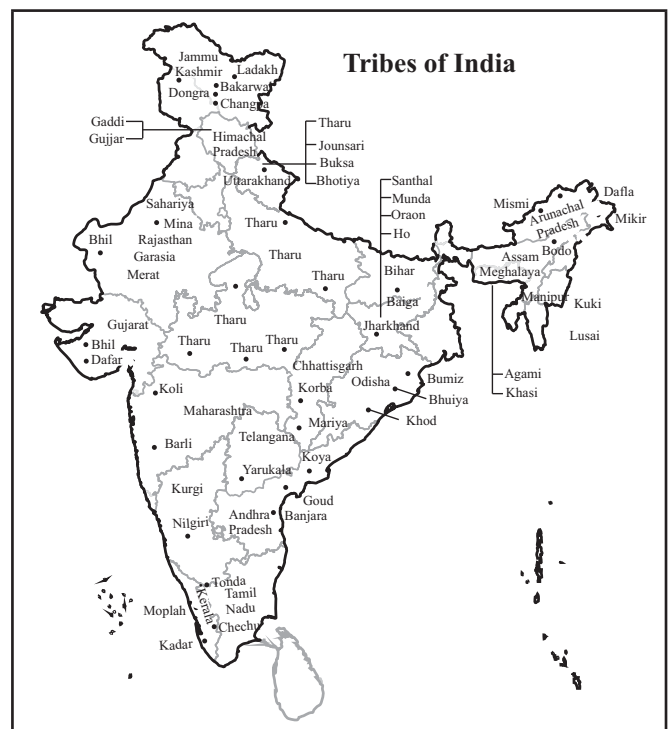 Tribes of India
Jammu
Kashmir
Ladakh
Dongra
Bakarwal
Changpa
Gaddi
Gujjar
Himachal
Pradesh
Tharu
Jounsari
Buksa
Bhotiya
Uttarakhand
Santhal
Munda
Oraon
Ho
Mismi
Dafla
Arunachal
Pradesh
Mikir
Sahariya
Mina
Rajasthan
Garasia
Merat
Bhil
Tharu
Tharu
Tharu
Bihar
Baiga
Jharkhand
Assam
Bodo
Meghalaya
Manipur
Kuki
Lusai
Agami
Khasi
Gujarat
Bhil
Dafar
Tharu
Tharu
Tharu
Tharu
Chhattisgarh
Korba
Odisha
Bumiz
Bhuiya
Khod
Koli
Maharashtra
Mariya
Telangana
Barli
Koya
Yarukala
Kurgi
Goud
Banjara
Andhra
Pradesh
Nilgiri
Tonda
Tamil
Nadu
Kerala
Moplah
Chechu
Kadar